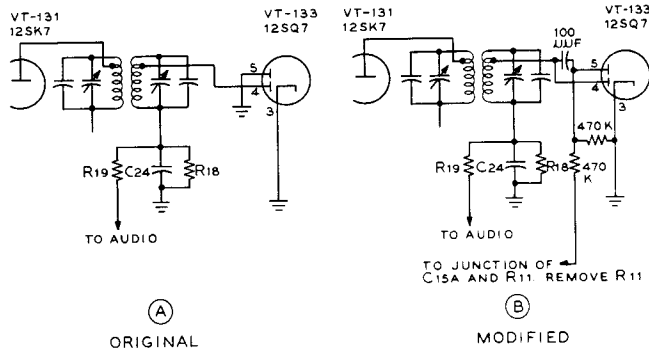 VT-131
12SK7
VT-133
12SQ7
5
4
3
R19
C24
R18
TO AUDIO
A
ORIGINAL
VT-131
12SK7
100
µµF
VT-133
12SQ7
5
4
3
470 K
470
K
R19
C24
R18
TO AUDIO
TO JUNCTION OF
C15A AND R11. REMOVE R11
B
MODIFIED